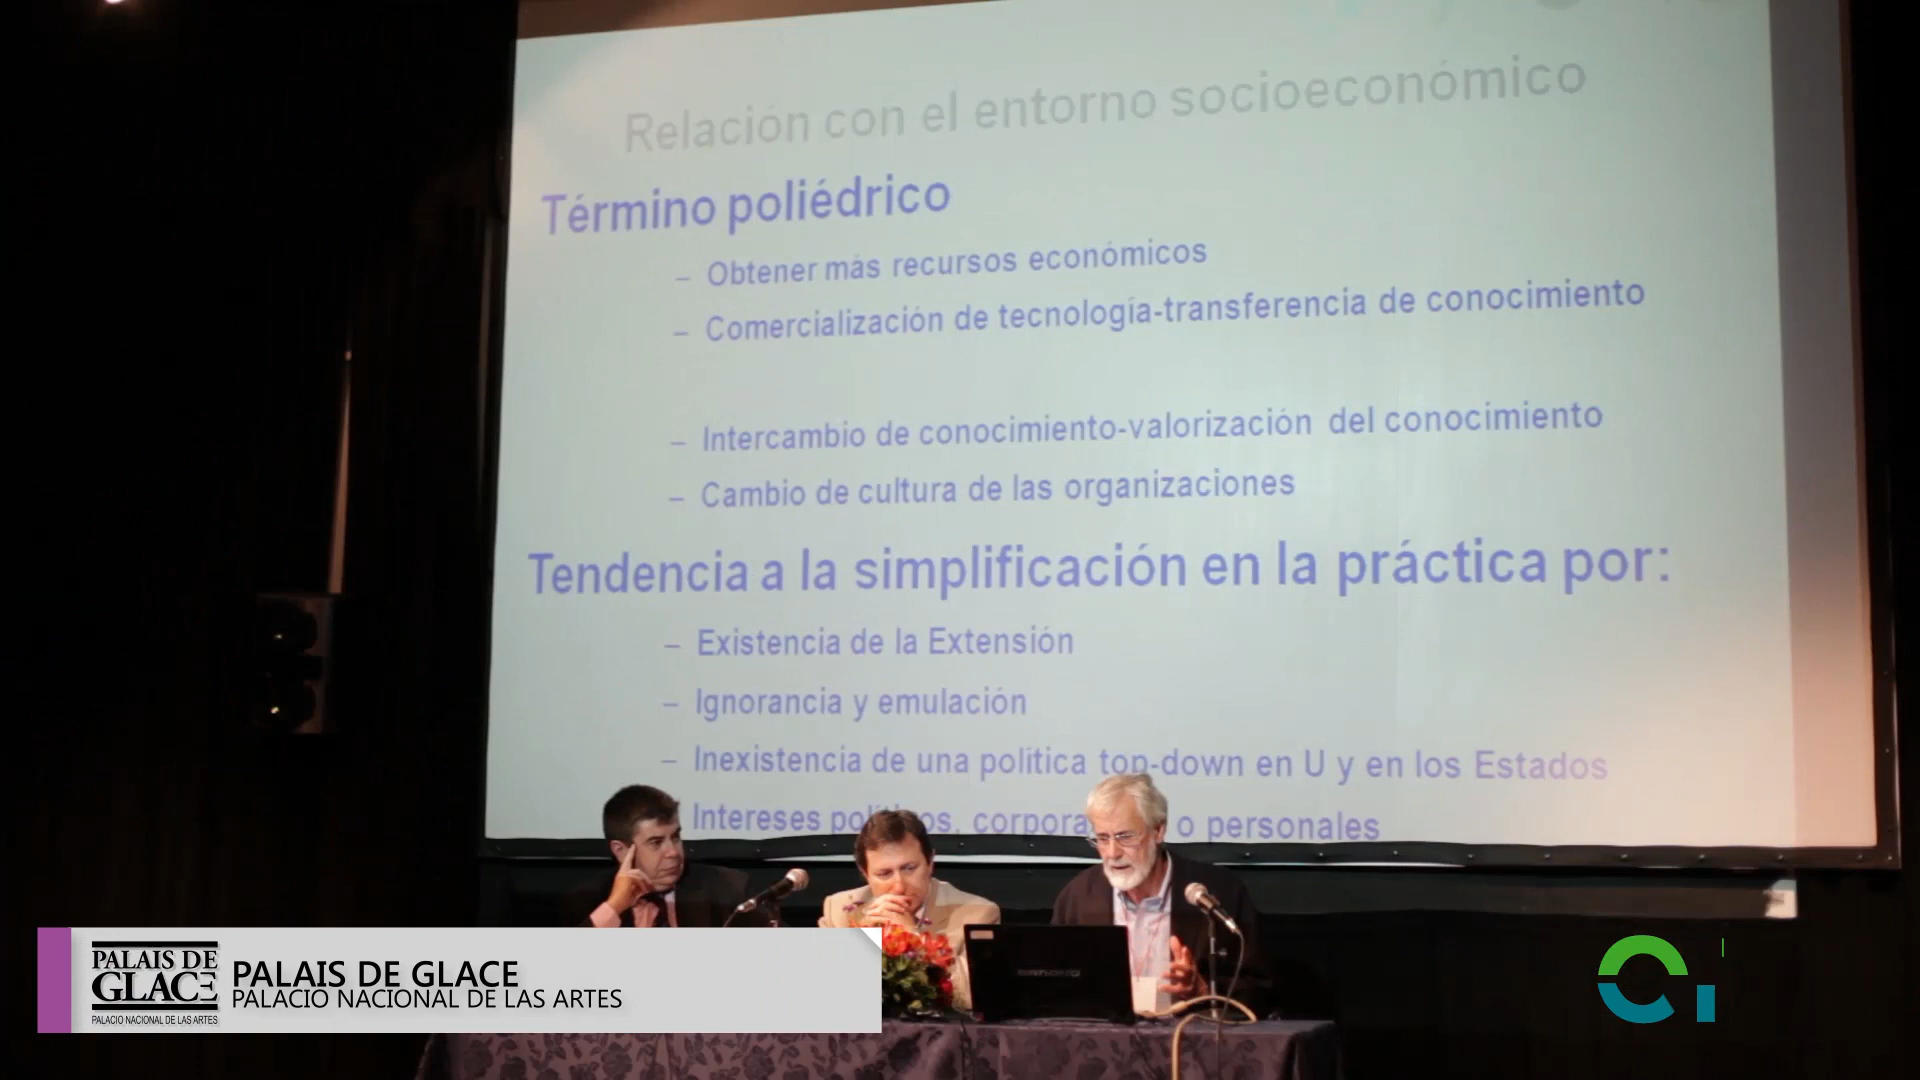 Relación con el entorno socioeconómico
Término poliédrico
– Obtener más recursos económicos
– Comercialización de tecnología-transferencia de conocimiento
– Intercambio de conocimiento-valorización del conocimiento
– Cambio de cultura de las organizaciones
Tendencia a la simplificación en la práctica por:
– Existencia de la Extensión
– Ignorancia y emulación
– Inexistencia de una política top-down en U y en los Estados
Intereses o personales
PALAIS DE
GLACE
PALACIO NACIONAL DE LAS ARTES
PALAIS DE GLACE
PALACIO NACIONAL DE LAS ARTES